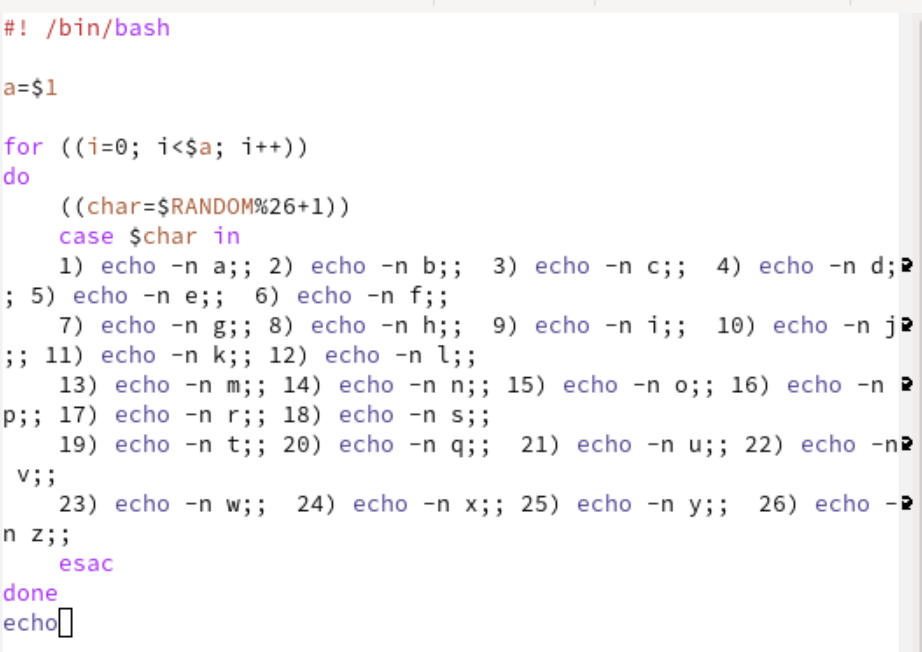 #! /bin/bash
a=$1
for ((i=0; i<$a; i++))
do
    ((char=$RANDOM%26+1))
    case $char in
    1) echo -n a;; 2) echo -n b;;  3) echo -n c;;  4) echo -n d;
; 5) echo -n e;;  6) echo -n f;;
    7) echo -n g;; 8) echo -n h;;  9) echo -n i;;  10) echo -n j
;; 11) echo -n k;; 12) echo -n l;;
    13) echo -n m;; 14) echo -n n;; 15) echo -n o;; 16) echo -n
p;; 17) echo -n r;; 18) echo -n s;;
    19) echo -n t;; 20) echo -n q;;  21) echo -n u;; 22) echo -n
 v;;
    23) echo -n w;;  24) echo -n x;; 25) echo -n y;;  26) echo -
n z;;
    esac
done
echo